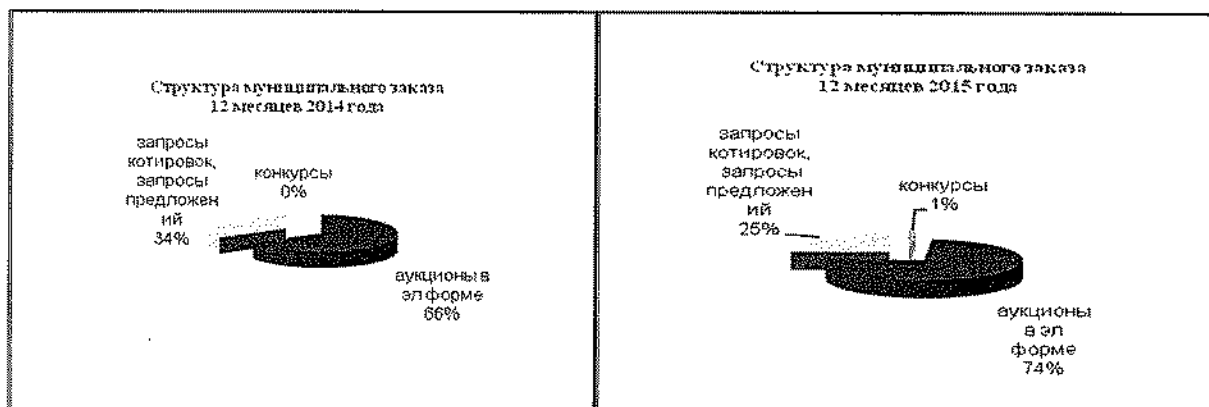 Структура муниципального заказа
12 месяцев 2014 года
запросы
котировок,
запросы
предложен
ий
34%
конкурсы
0%
аукционы в
эл форме
66%
Структура муниципального заказа
12 месяцев 2015 года
запросы
котировок,
запросы
предложен
ий
25%
конкурсы
1%
аукционы
в эл
форме
74%